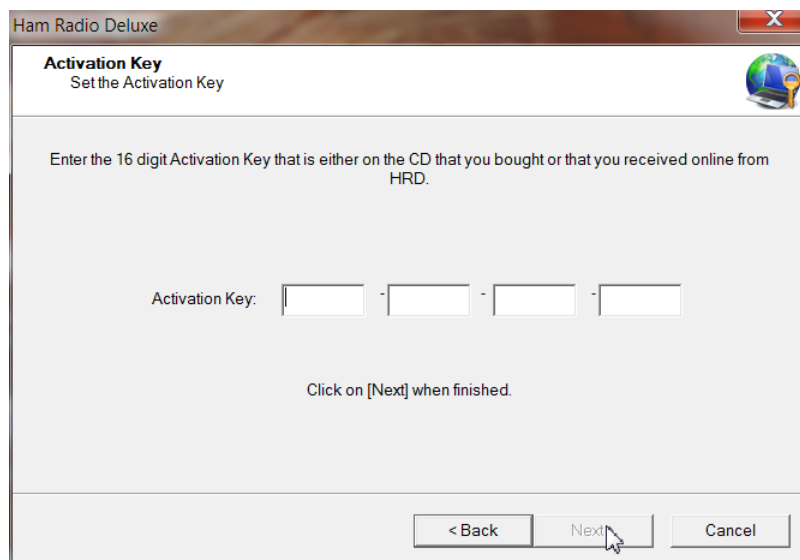 Ham Radio Deluxe
Activation Key
Set the Activation Key
Enter the 16 digit Activation Key that is either on the CD that you bought or that you received online from
HRD.
Activation Key: - - -
Click on [Next] when finished.
< Back Next Cancel